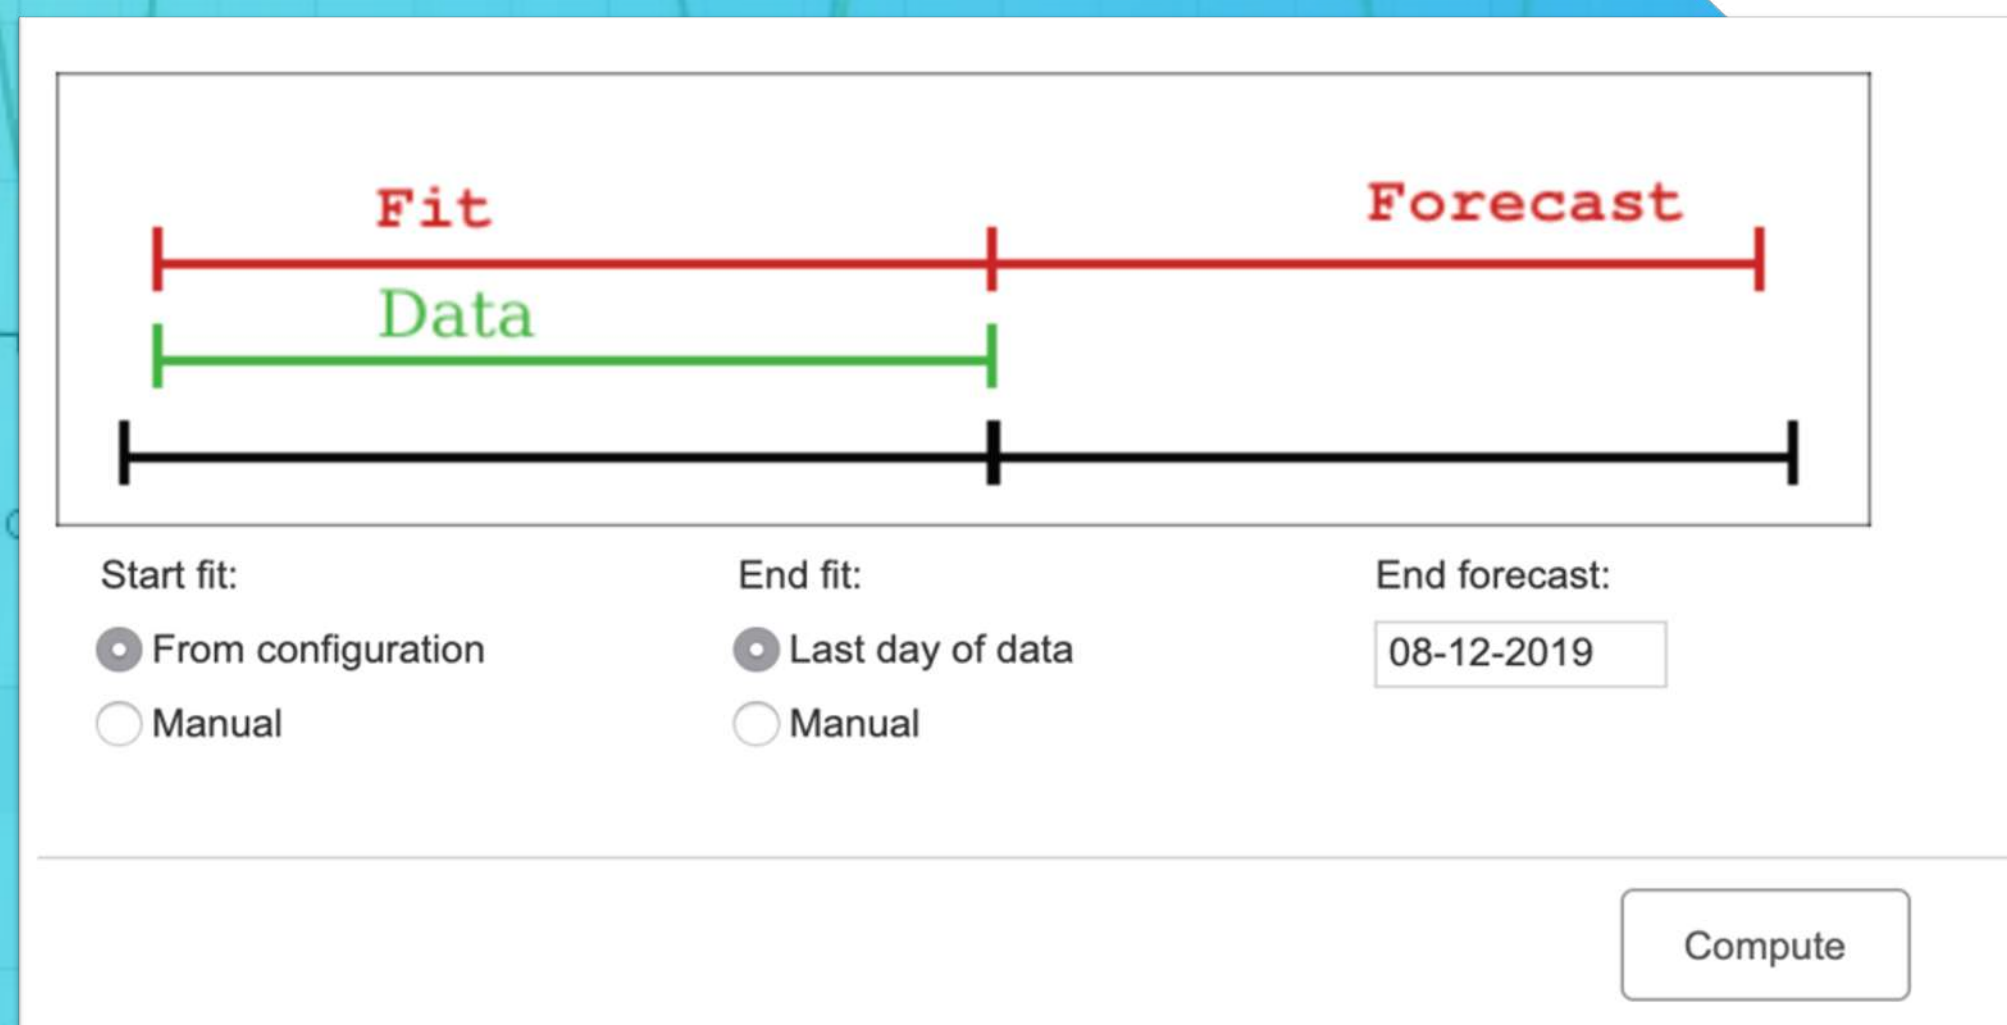 Fit
Forecast
Data
Start fit:
End fit:
End forecast:
From configuration
Last day of data
08-12-2019
Manual
Manual
Compute